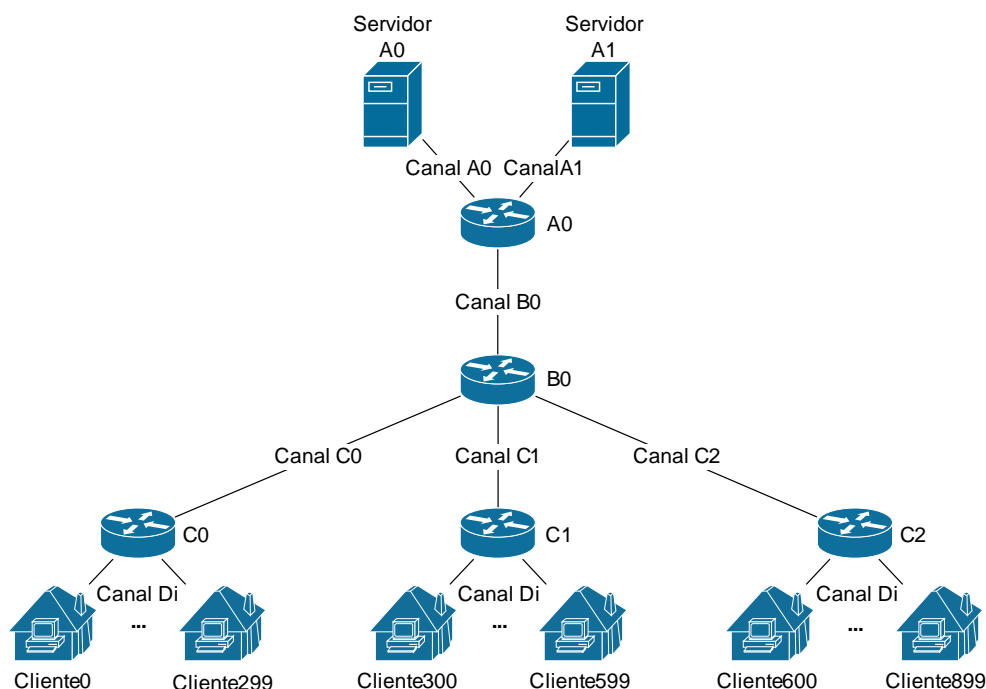 Servidor
A0
Servidor
A1
Canal A0
CanalA1
A0
Canal B0
B0
Canal C0
Canal C1
Canal C2
C0
C1
C2
Canal Di
...
Canal Di
...
Canal Di
...
Cliente0
Cliente299
Cliente300
Cliente599
Cliente600
Cliente899